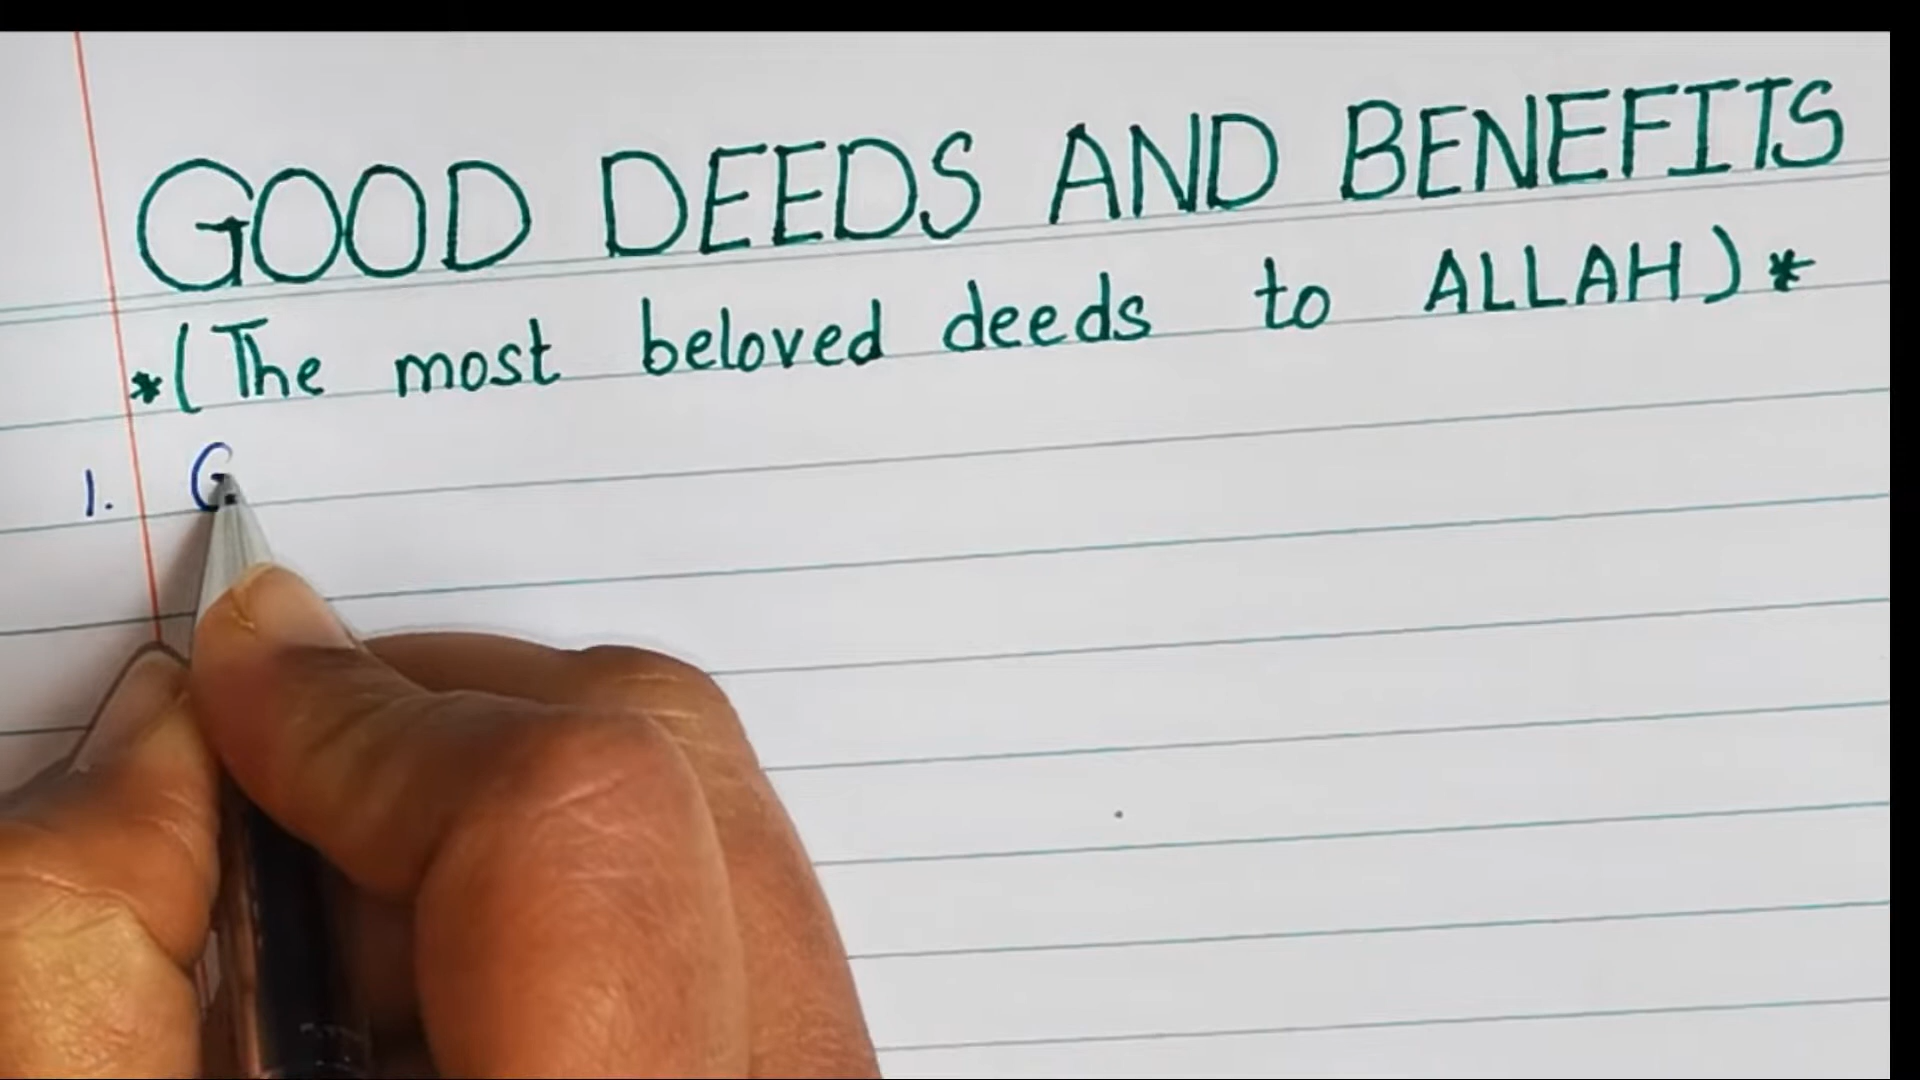 GOOD DEEDS AND BENEFITS
*(The most beloved deeds to ALLAH)*
1. G